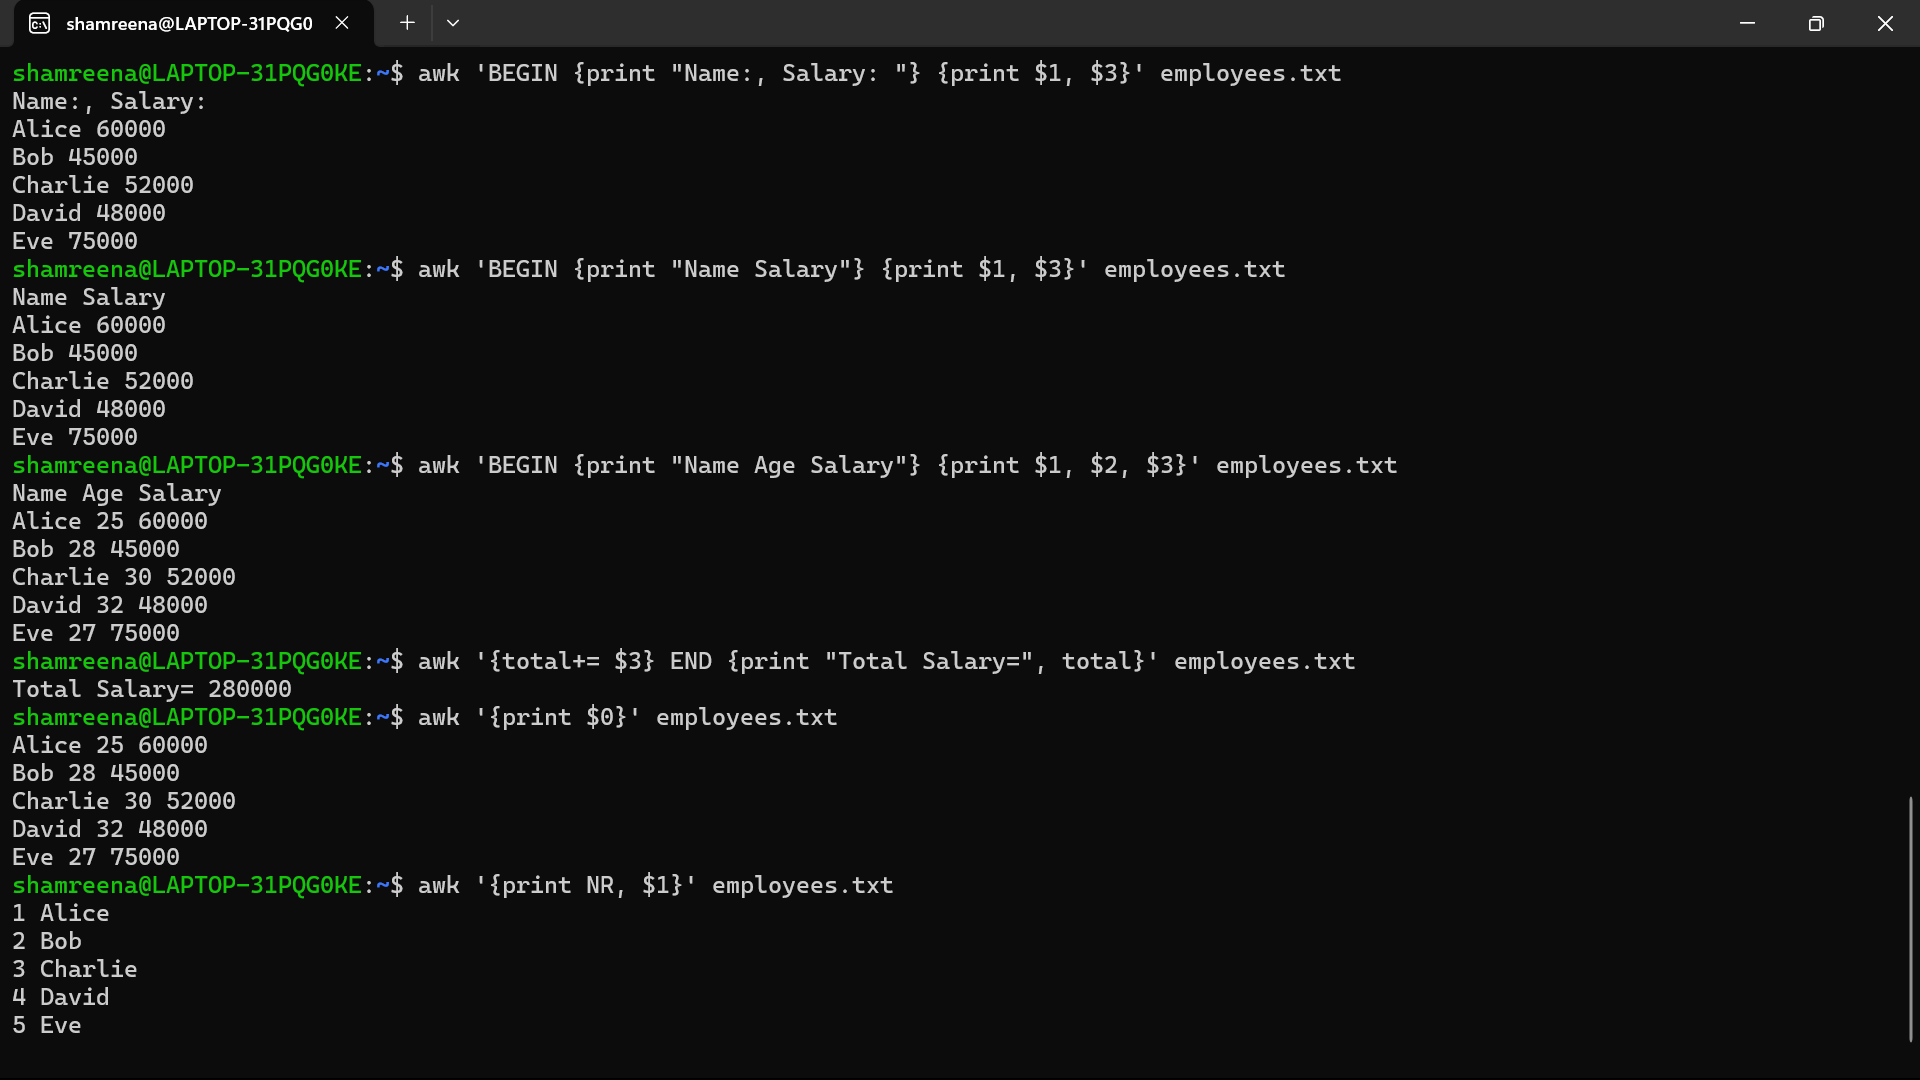 shamreena@LAPTOP-31PQG0
shamreena@LAPTOP-31PQG0KE:~$ awk 'BEGIN {print "Name:, Salary: "} {print $1, $3}' employees.txt
Name:, Salary:
Alice 60000
Bob 45000
Charlie 52000
David 48000
Eve 75000
shamreena@LAPTOP-31PQG0KE:~$ awk 'BEGIN {print "Name Salary"} {print $1, $3}' employees.txt
Name Salary
Alice 60000
Bob 45000
Charlie 52000
David 48000
Eve 75000
shamreena@LAPTOP-31PQG0KE:~$ awk 'BEGIN {print "Name Age Salary"} {print $1, $2, $3}' employees.txt
Name Age Salary
Alice 25 60000
Bob 28 45000
Charlie 30 52000
David 32 48000
Eve 27 75000
shamreena@LAPTOP-31PQG0KE:~$ awk '{total+= $3} END {print "Total Salary=", total}' employees.txt
Total Salary= 280000
shamreena@LAPTOP-31PQG0KE:~$ awk '{print $0}' employees.txt
Alice 25 60000
Bob 28 45000
Charlie 30 52000
David 32 48000
Eve 27 75000
shamreena@LAPTOP-31PQG0KE:~$ awk '{print NR, $1}' employees.txt
1 Alice
2 Bob
3 Charlie
4 David
5 Eve